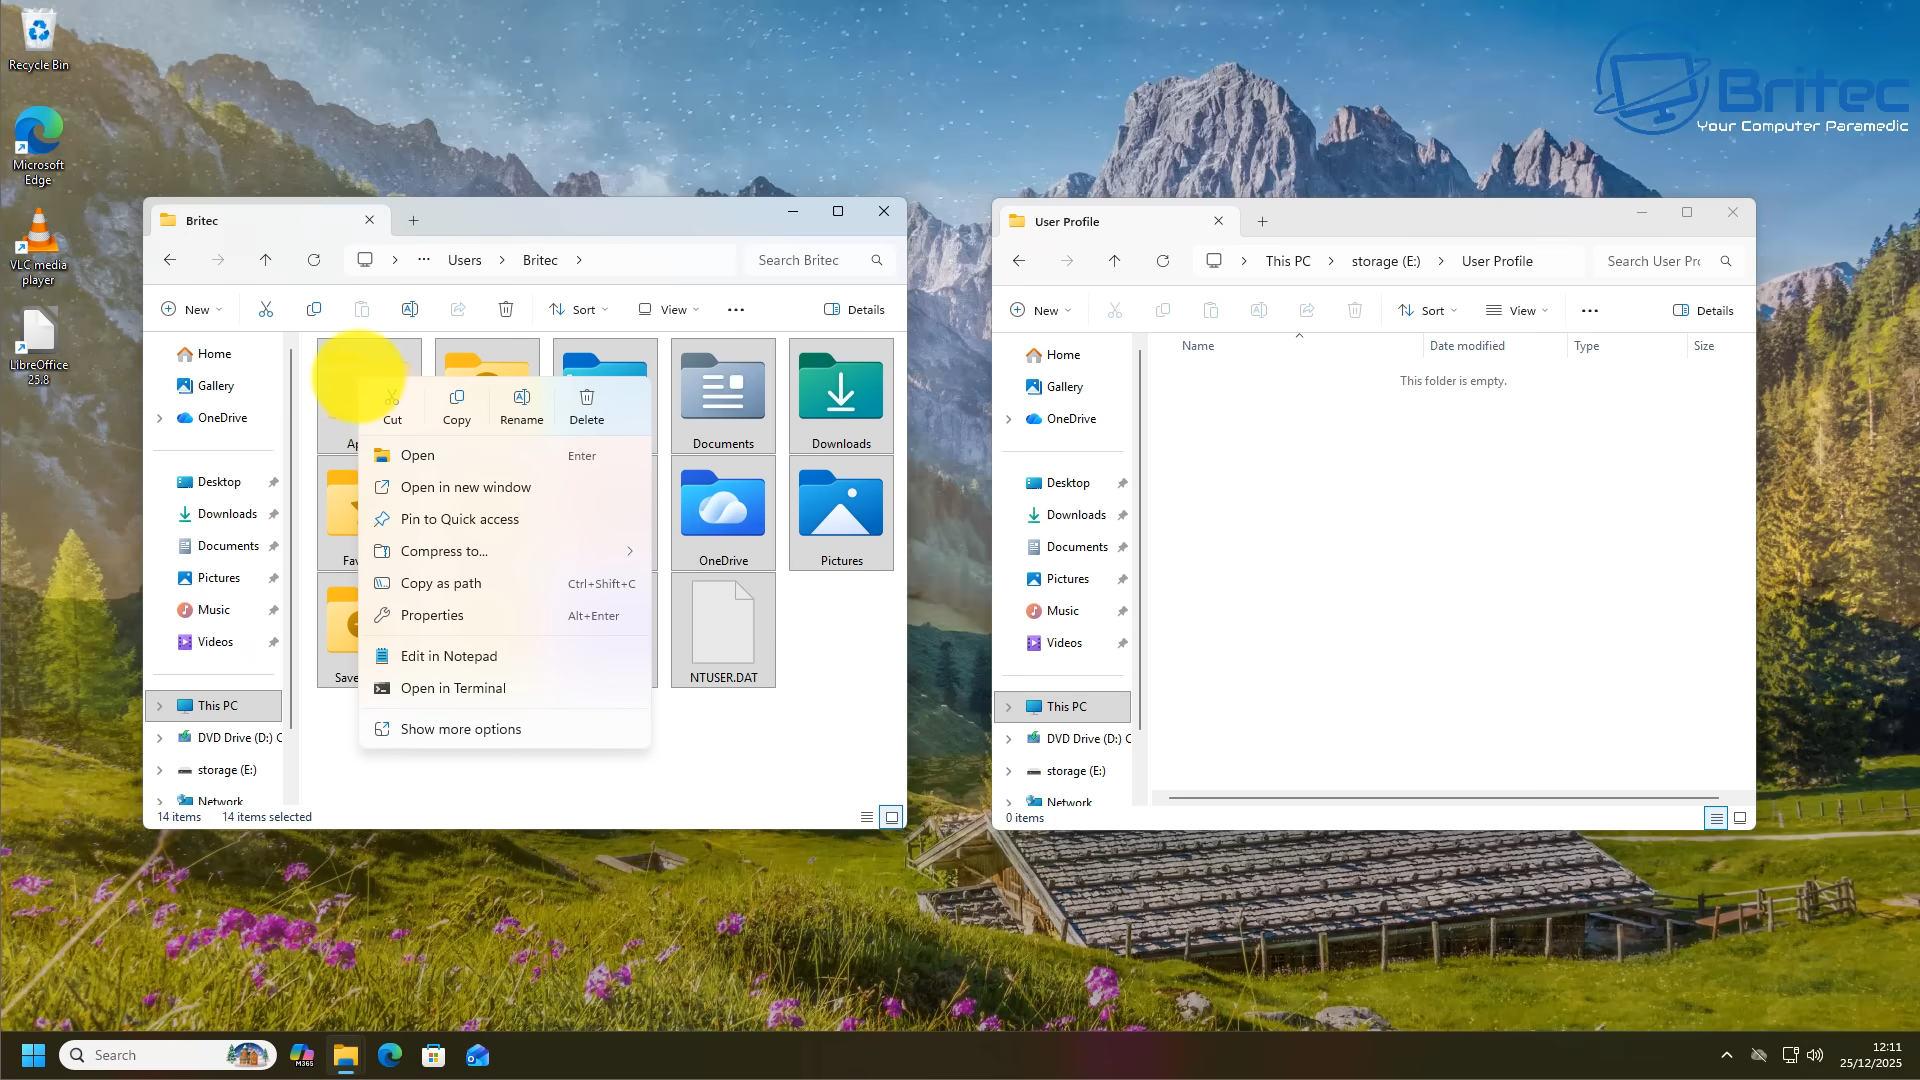 Recycle Bin
Microsoft
Edge
VLC media
player
LibreOffice
25.8
Britec
Your Computer Paramedic
Britec
Users
Britec
Search Britec
New
Sort
View
Details
Home
Gallery
OneDrive
Desktop
Downloads
Documents
Pictures
Music
Videos
This PC
DVD Drive (D:) C
storage (E:)
Network
14 items
14 items selected
Ap
Documents
Downloads
Fav
OneDrive
Pictures
Save
NTUSER.DAT
Cut
Copy
Rename
Delete
Open
Enter
Open in new window
Pin to Quick access
Compress to...
Copy as path
Ctrl+Shift+C
Properties
Alt+Enter
Edit in Notepad
Open in Terminal
Show more options
User Profile
This PC
storage (E:)
User Profile
Search User Pr
New
Sort
View
Details
Name
Date modified
Type
Size
This folder is empty.
Home
Gallery
OneDrive
Desktop
Downloads
Documents
Pictures
Music
Videos
This PC
DVD Drive (D:) C
storage (E:)
Network
0 items
Search
M365
12:11
25/12/2025